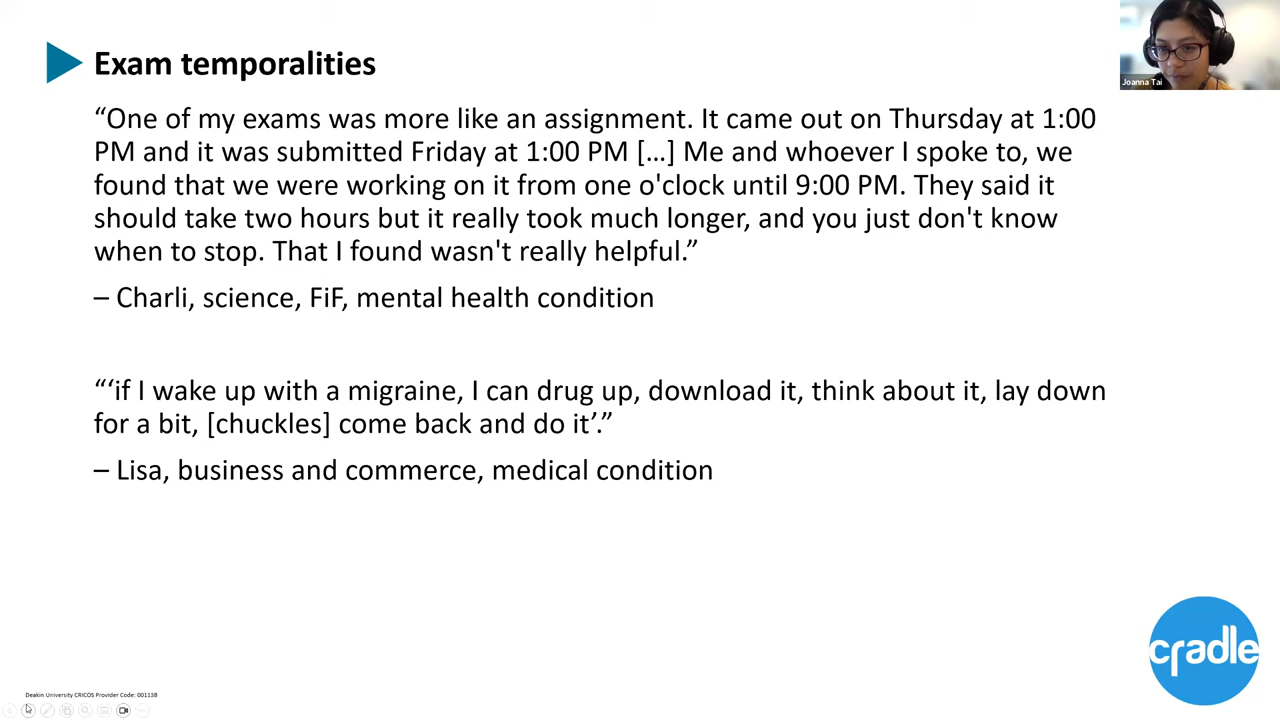 Exam temporalities
Joanna Tai
“One of my exams was more like an assignment. It came out on Thursday at 1:00
PM and it was submitted Friday at 1:00 PM […] Me and whoever I spoke to, we
found that we were working on it from one o'clock until 9:00 PM. They said it
should take two hours but it really took much longer, and you just don't know
when to stop. That I found wasn't really helpful.”
– Charli, science, FiF, mental health condition
“‘if I wake up with a migraine, I can drug up, download it, think about it, lay down
for a bit, [chuckles] come back and do it’.”
– Lisa, business and commerce, medical condition
cradle
Deakin University CRICOS Provider Code: 00113B